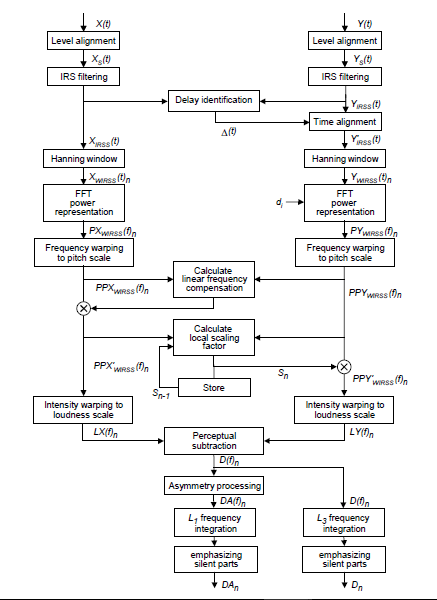 X(t) Y(t)
Level alignment Level alignment
X_S(t) Y_S(t)
IRS filtering IRS filtering
Delay identification
Y_IRSS(t)
Δ(t) Time alignment
X_IRSS(t) Y'_IRSS(t)
Hanning window Hanning window
X_WIRSS(t)_n Y_WIRSS(t)_n
FFT
power
representation
d_i
FFT
power
representation
PX_WIRSS(f)_n PY_WIRSS(f)_n
Frequency warping
to pitch scale
Frequency warping
to pitch scale
Calculate
linear frequency
compensation
PPX_WIRSS(f)_n PPY_WIRSS(f)_n
Calculate
local scaling
factor
PPX'_WIRSS(f)_n
S_n
PPY'_WIRSS(f)_n
Store
S_n-1
Intensity warping to
loudness scale
Intensity warping to
loudness scale
LX(f)_n LY(f)_n
Perceptual
subtraction
D(f)_n
Asymmetry processing
DA(f)_n D(f)_n
L_1 frequency
integration
L_3 frequency
integration
emphasizing
silent parts
emphasizing
silent parts
DA_n D_n